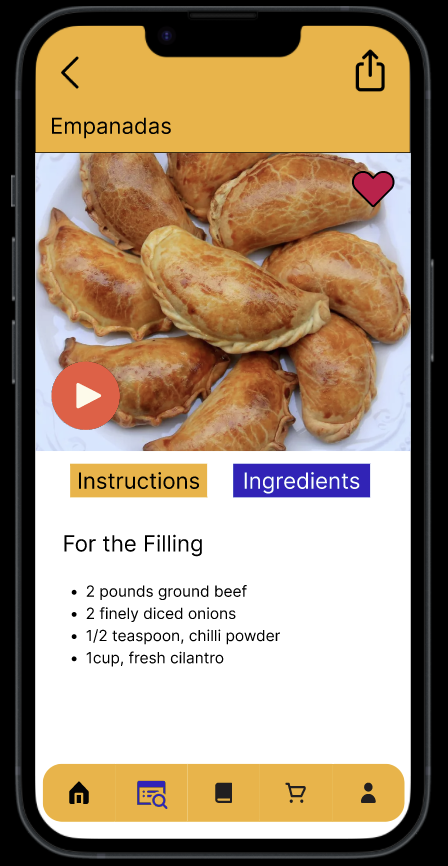 Empanadas
Instructions Ingredients
For the Filling
• 2 pounds ground beef
• 2 finely diced onions
• 1/2 teaspoon, chilli powder
• 1cup, fresh cilantro